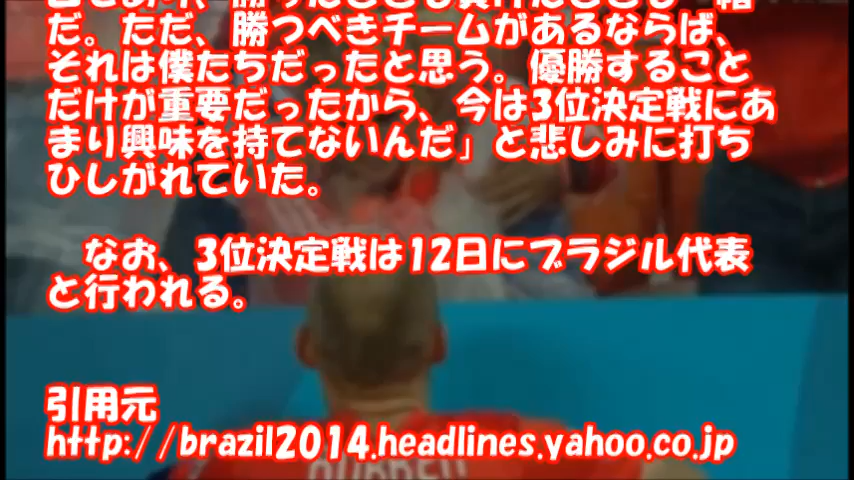 だ。ただ、勝つべきチームがあるならば、
それは僕たちだったと思う。優勝すること
だけが重要だったから、今は3位決定戦にあ
まり興味を持てないんだ」と悲しみに打ち
ひしがれていた。
なお、3位決定戦は12日にブラジル代表
と行われる。
引用元
http://brazil2014.headlines.yahoo.co.jp